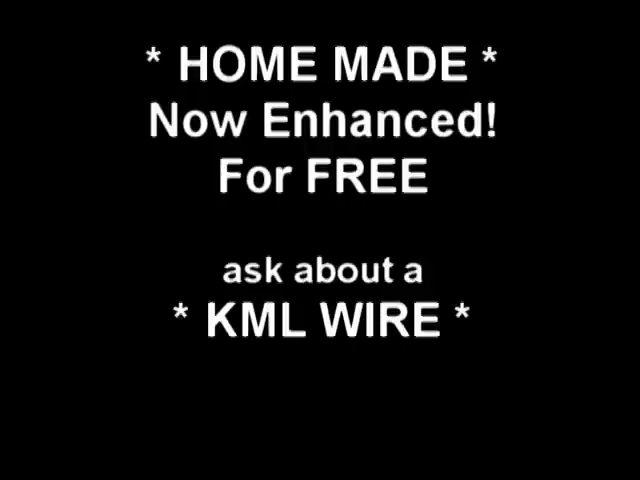 * HOME MADE *
Now Enhanced!
For FREE
ask about a
* KML WIRE *